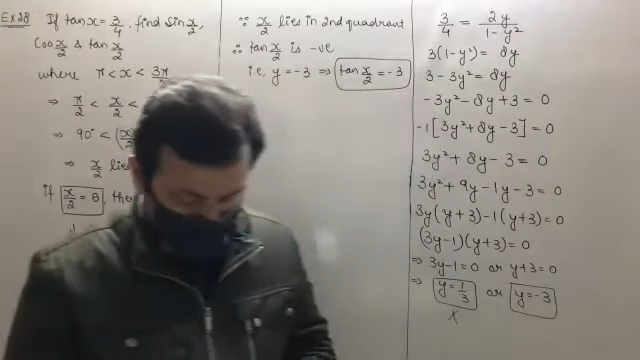 Ex 28 If tan x = 3/4, find sin x/2,
cos x/2 & tan x/2
where π < x < 3π
⇒ π/2 < x/2 <
⇒ 90° < (x/2
⇒ x/2 lies
if x/2 = θ, the
∵ x/2 lies in 2nd quadrant
∴ tan x/2 is -ve
i.e, y = -3 ⇒ tan x/2 = -3
3/4 = 2y/1-y²
3(1-y²) = 8y
3 - 3y² = 8y
-3y² - 8y + 3 = 0
-1[3y² + 8y - 3] = 0
3y² + 8y - 3 = 0
3y² + 9y - 1y - 3 = 0
3y(y+3) - 1(y+3) = 0
(3y-1)(y+3) = 0
⇒ 3y-1 = 0 or y+3 = 0
⇒ y = 1/3 or y = -3
x